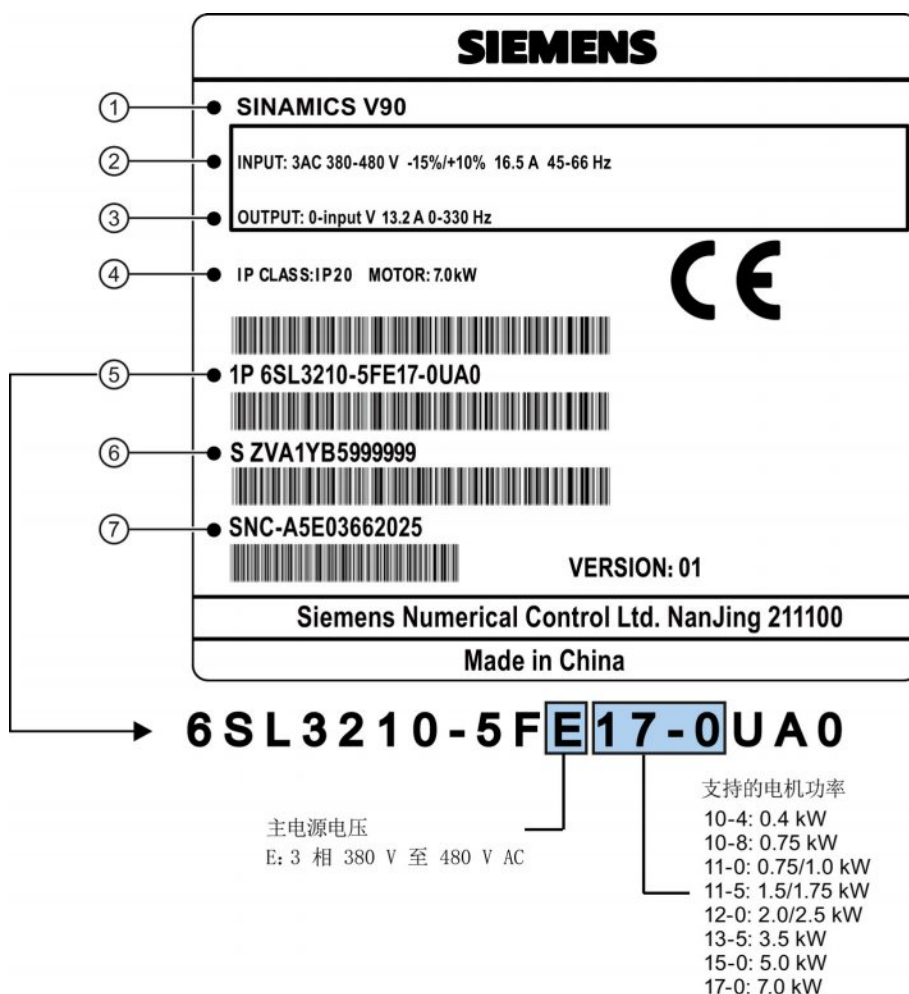 SIEMENS
① SINAMICS V90
② INPUT: 3AC 380-480 V -15%/+10% 16.5 A 45-66 Hz
③ OUTPUT: 0-input V 13.2 A 0-330 Hz
④ IP CLASS:IP20 MOTOR:7.0kW
CE
⑤ 1P 6SL3210-5FE17-0UA0
⑥ S ZVA1YB5999999
⑦ SNC-A5E03662025
VERSION: 01
Siemens Numerical Control Ltd. NanJing 211100
Made in China
6SL3210-5FE17-0UA0
主电源电压
E: 3 相 380 V 至 480 V AC
支持的电机功率
10-4: 0.4 kW
10-8: 0.75 kW
11-0: 0.75/1.0 kW
11-5: 1.5/1.75 kW
12-0: 2.0/2.5 kW
13-5: 3.5 kW
15-0: 5.0 kW
17-0: 7.0 kW